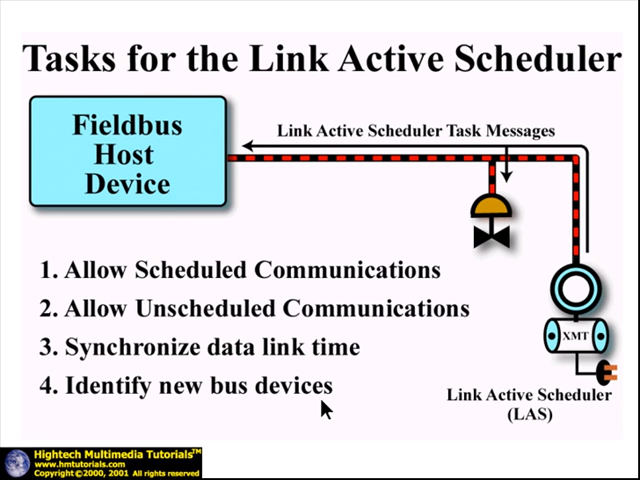 Tasks for the Link Active Scheduler
Fieldbus
Host
Device
Link Active Scheduler Task Messages
1. Allow Scheduled Communications
2. Allow Unscheduled Communications
3. Synchronize data link time
4. Identify new bus devices
XMT
Link Active Scheduler
(LAS)
Hightech Multimedia Tutorials™
www.hmtutorials.com
Copyright ©2000, 2001 All rights reserved